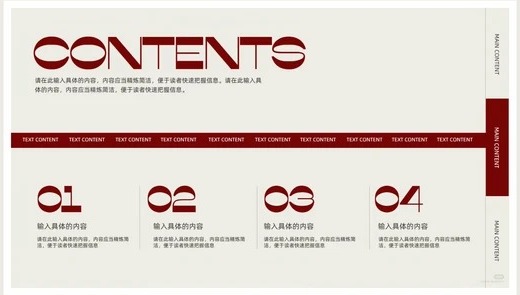 CONTENTS
请在此输入具体的内容，内容应当精炼简洁，便于读者快速把握信息。请在此输入具
体的内容，内容应当精炼简洁，便于读者快速把握信息。
TEXT CONTENT TEXT CONTENT TEXT CONTENT TEXT CONTENT TEXT CONTENT TEXT CONTENT TEXT CONTENT TEXT CONTENT TEXT CONTENT TEXT CONTENT
01
输入具体的内容
请在此输入具体的内容，内容应当精炼简
洁，便于读者快速把握信息
02
输入具体的内容
请在此输入具体的内容，内容应当精炼简
洁，便于读者快速把握信息
03
输入具体的内容
请在此输入具体的内容，内容应当精炼简
洁，便于读者快速把握信息
04
输入具体的内容
请在此输入具体的内容，内容应当精炼简
洁，便于读者快速把握信息
MAIN CONTENT
MAIN CONTENT
MAIN CONTENT